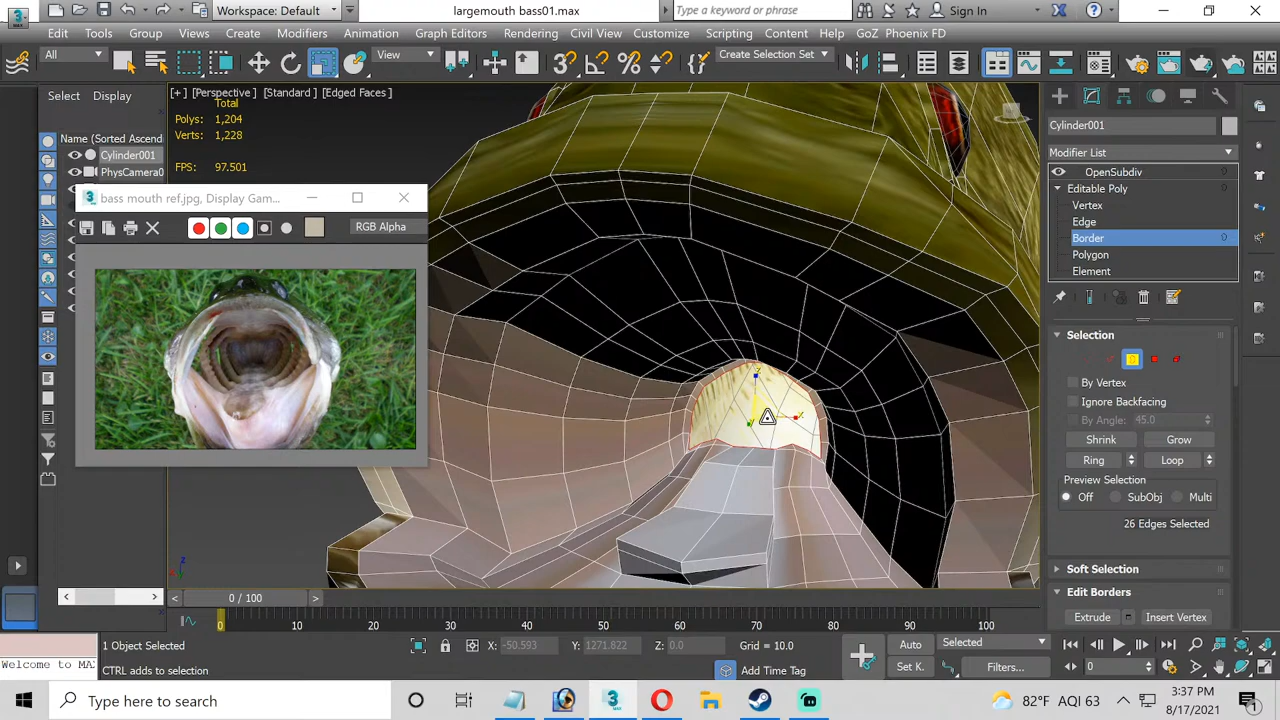 Workspace: Default
largemouth bass01.max
Type a keyword or phrase
Sign In
File
Edit
Tools
Group
Views
Create
Modifiers
Animation
Graph Editors
Rendering
Civil View
Customize
Scripting
Content
Help
GoZ
Phoenix FD
All
View
Create Selection Set
Select
Display
[+] [Perspective] [Standard] [Edged Faces]
Total
Polys: 1,204
Verts: 1,228
FPS: 97.501
Name (Sorted Ascend
Cylinder001
PhysCamera0
bass mouth ref.jpg, Display Gam...
RGB Alpha
z
x
y
Cylinder001
Modifier List
OpenSubdiv
Editable Poly
Vertex
Edge
Border
Polygon
Element
Selection
By Vertex
Ignore Backfacing
By Angle: 45.0
Shrink
Grow
Ring
Loop
Preview Selection
Off
SubObj
Multi
26 Edges Selected
Soft Selection
Edit Borders
Extrude
Insert Vertex
0 / 100
0
10
20
30
40
50
60
70
80
90
100
1 Object Selected
X: -50.593
Y: 1271.622
Z: 0.0
Grid = 10.0
Auto
Selected
Welcome to MA
CTRL adds to selection
Add Time Tag
Set K.
Filters...
0
Type here to search
82°F AQI 63
3:37 PM
8/17/2021